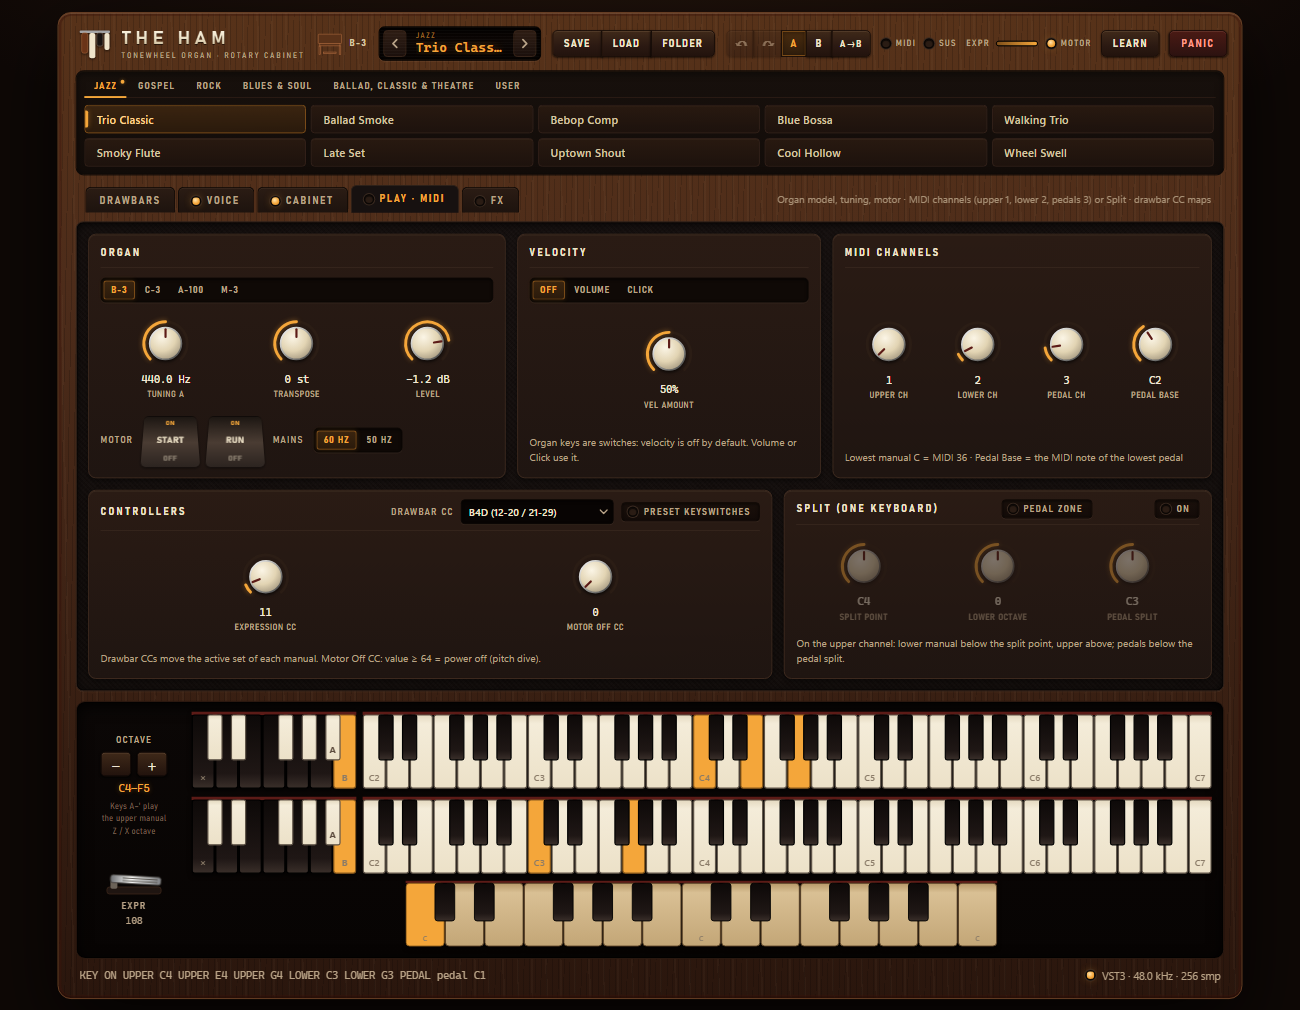 THE HAM
TONEWHEEL ORGAN · ROTARY CABINET
B-3
JAZZ
Trio Clas…
SAVE LOAD FOLDER
A B A→B
MIDI SUS EXPR MOTOR
LEARN PANIC
JAZZ GOSPEL ROCK BLUES & SOUL BALLAD, CLASSIC & THEATRE USER
Trio Classic Ballad Smoke Bebop Comp Blue Bossa Walking Trio
Smoky Flute Late Set Uptown Shout Cool Hollow Wheel Swell
DRAWBARS VOICE CABINET PLAY · MIDI FX
Organ model, tuning, motor · MIDI channels (upper 1, lower 2, pedals 3) or Split · drawbar CC maps
ORGAN
B-3 C-3 A-100 M-3
440.0 Hz 0 st −1.2 dB
TUNING A TRANSPOSE LEVEL
ON ON
MOTOR START RUN MAINS 60 HZ 50 HZ
OFF OFF
VELOCITY
OFF VOLUME CLICK
50%
VEL AMOUNT
Organ keys are switches: velocity is off by default. Volume or
Click use it.
MIDI CHANNELS
1 2 3 C2
UPPER CH LOWER CH PEDAL CH PEDAL BASE
Lowest manual C = MIDI 36 · Pedal Base = the MIDI note of the lowest pedal
CONTROLLERS DRAWBAR CC B4D (12-20 / 21-29) PRESET KEYSWITCHES
11 0
EXPRESSION CC MOTOR OFF CC
Drawbar CCs move the active set of each manual. Motor Off CC: value ≥ 64 = power off (pitch dive).
SPLIT (ONE KEYBOARD) PEDAL ZONE ON
C4 0 C3
SPLIT POINT LOWER OCTAVE PEDAL SPLIT
On the upper channel: lower manual below the split point, upper above; pedals below the
pedal split.
OCTAVE
− +
C4–F5
Keys A–' play
the upper manual
Z / X octave
EXPR
108
A
× B C2 C3 C4 C5 C6 C7
A
× B C2 C3 C4 C5 C6 C7
C C C
KEY ON UPPER C4 UPPER E4 UPPER G4 LOWER C3 LOWER G3 PEDAL pedal C1
VST3 · 48.0 kHz · 256 smp